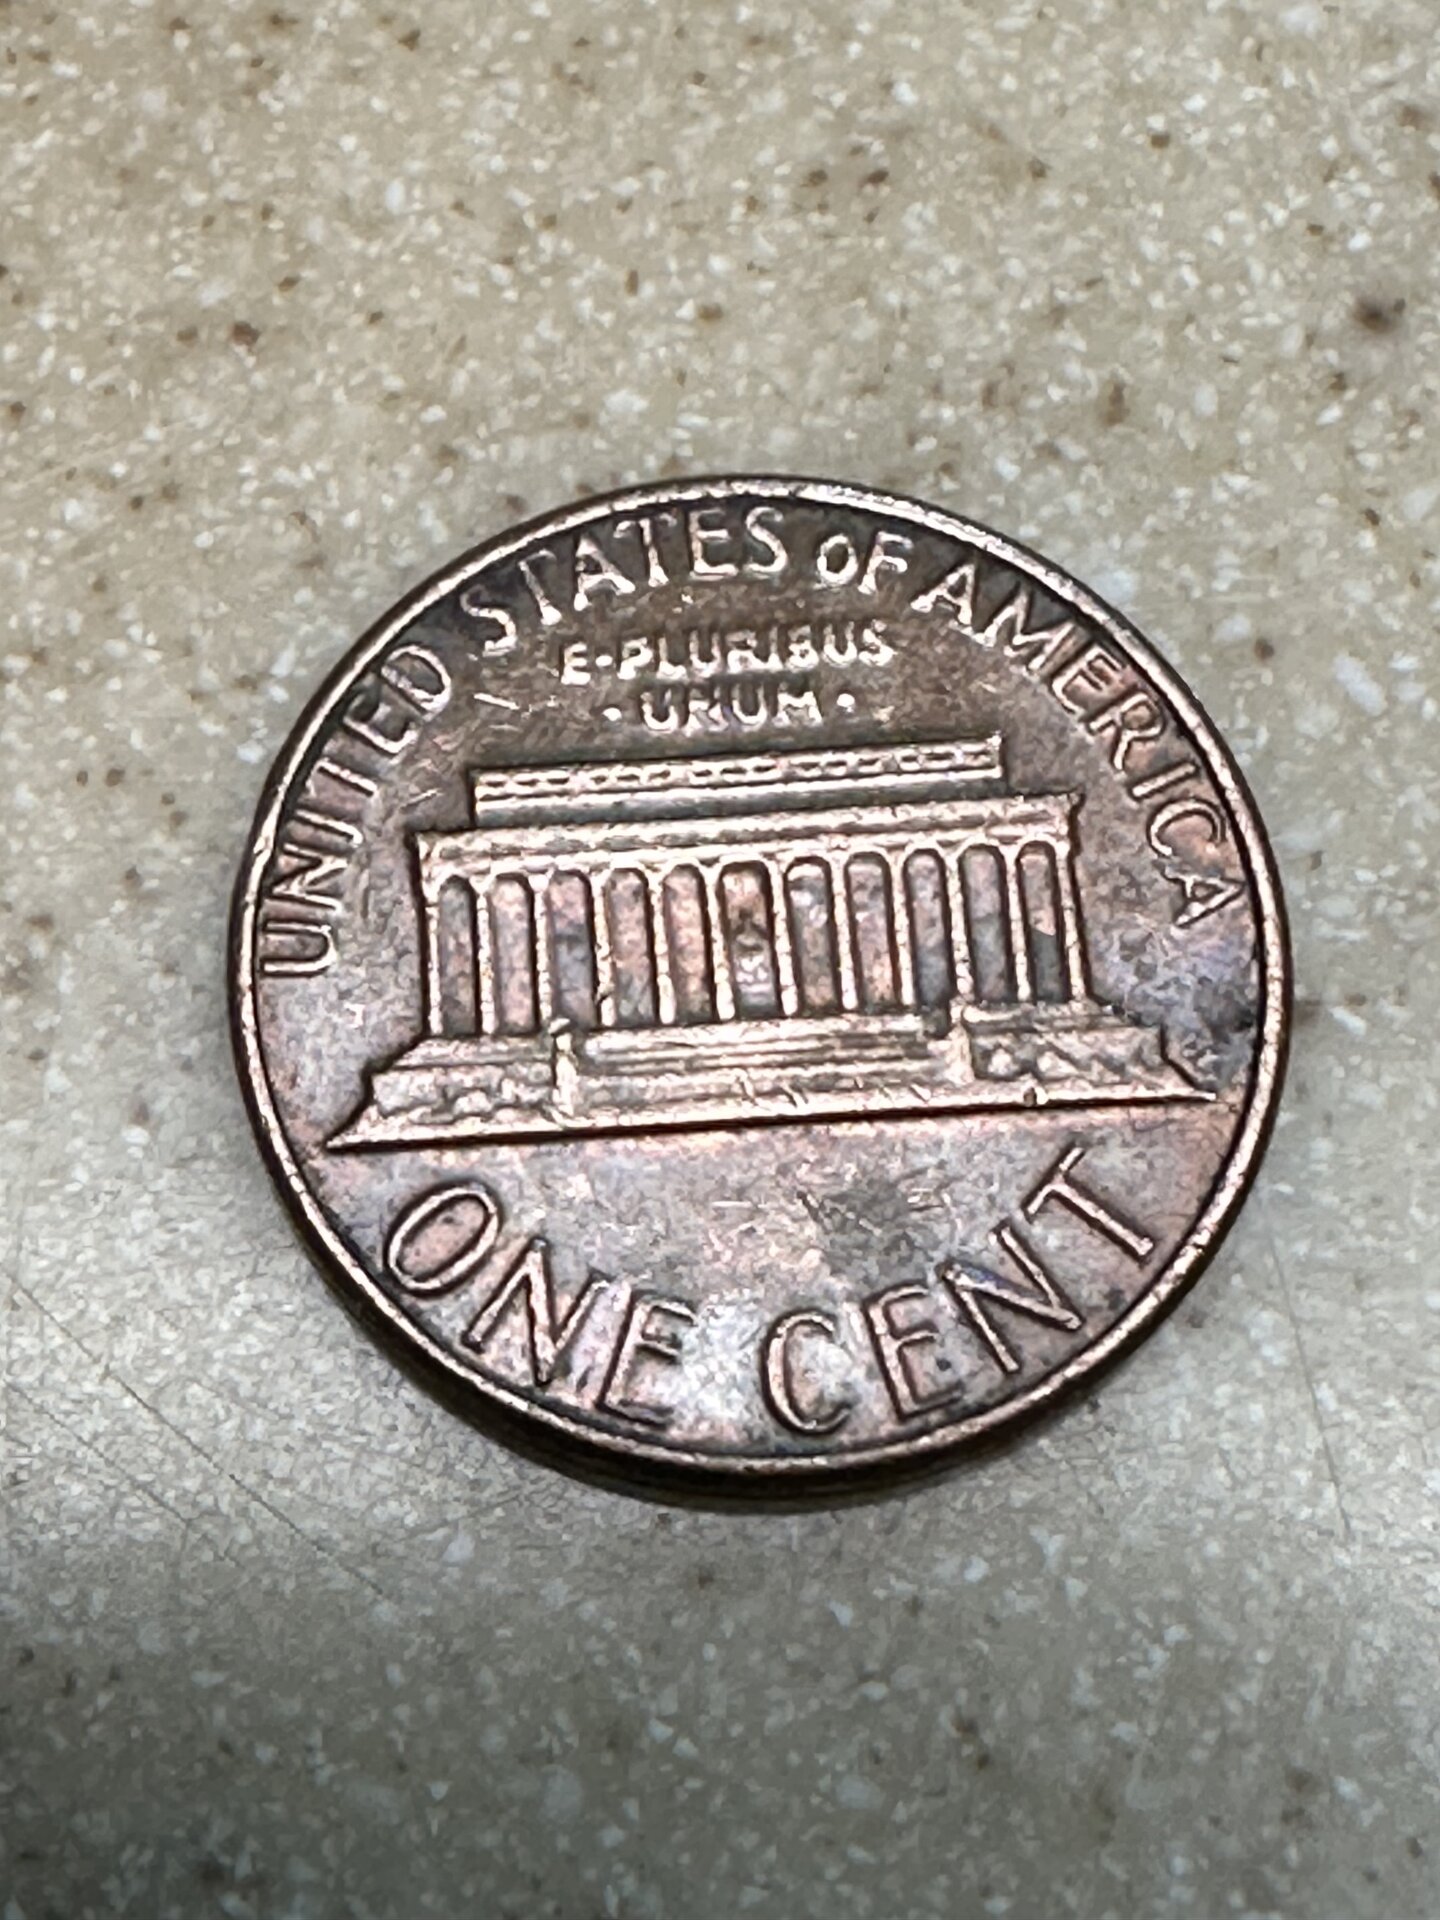 UNITED STATES oF AMERICA
E·PLURIBUS
·UNUM·
ONE CENT